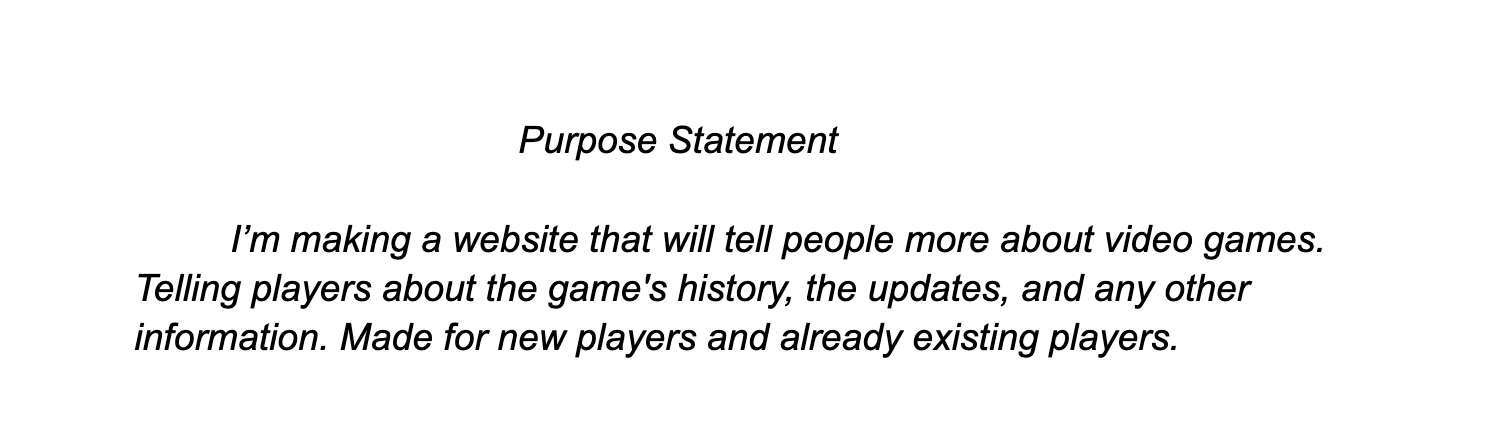 Purpose Statement
I’m making a website that will tell people more about video games.
Telling players about the game's history, the updates, and any other
information. Made for new players and already existing players.